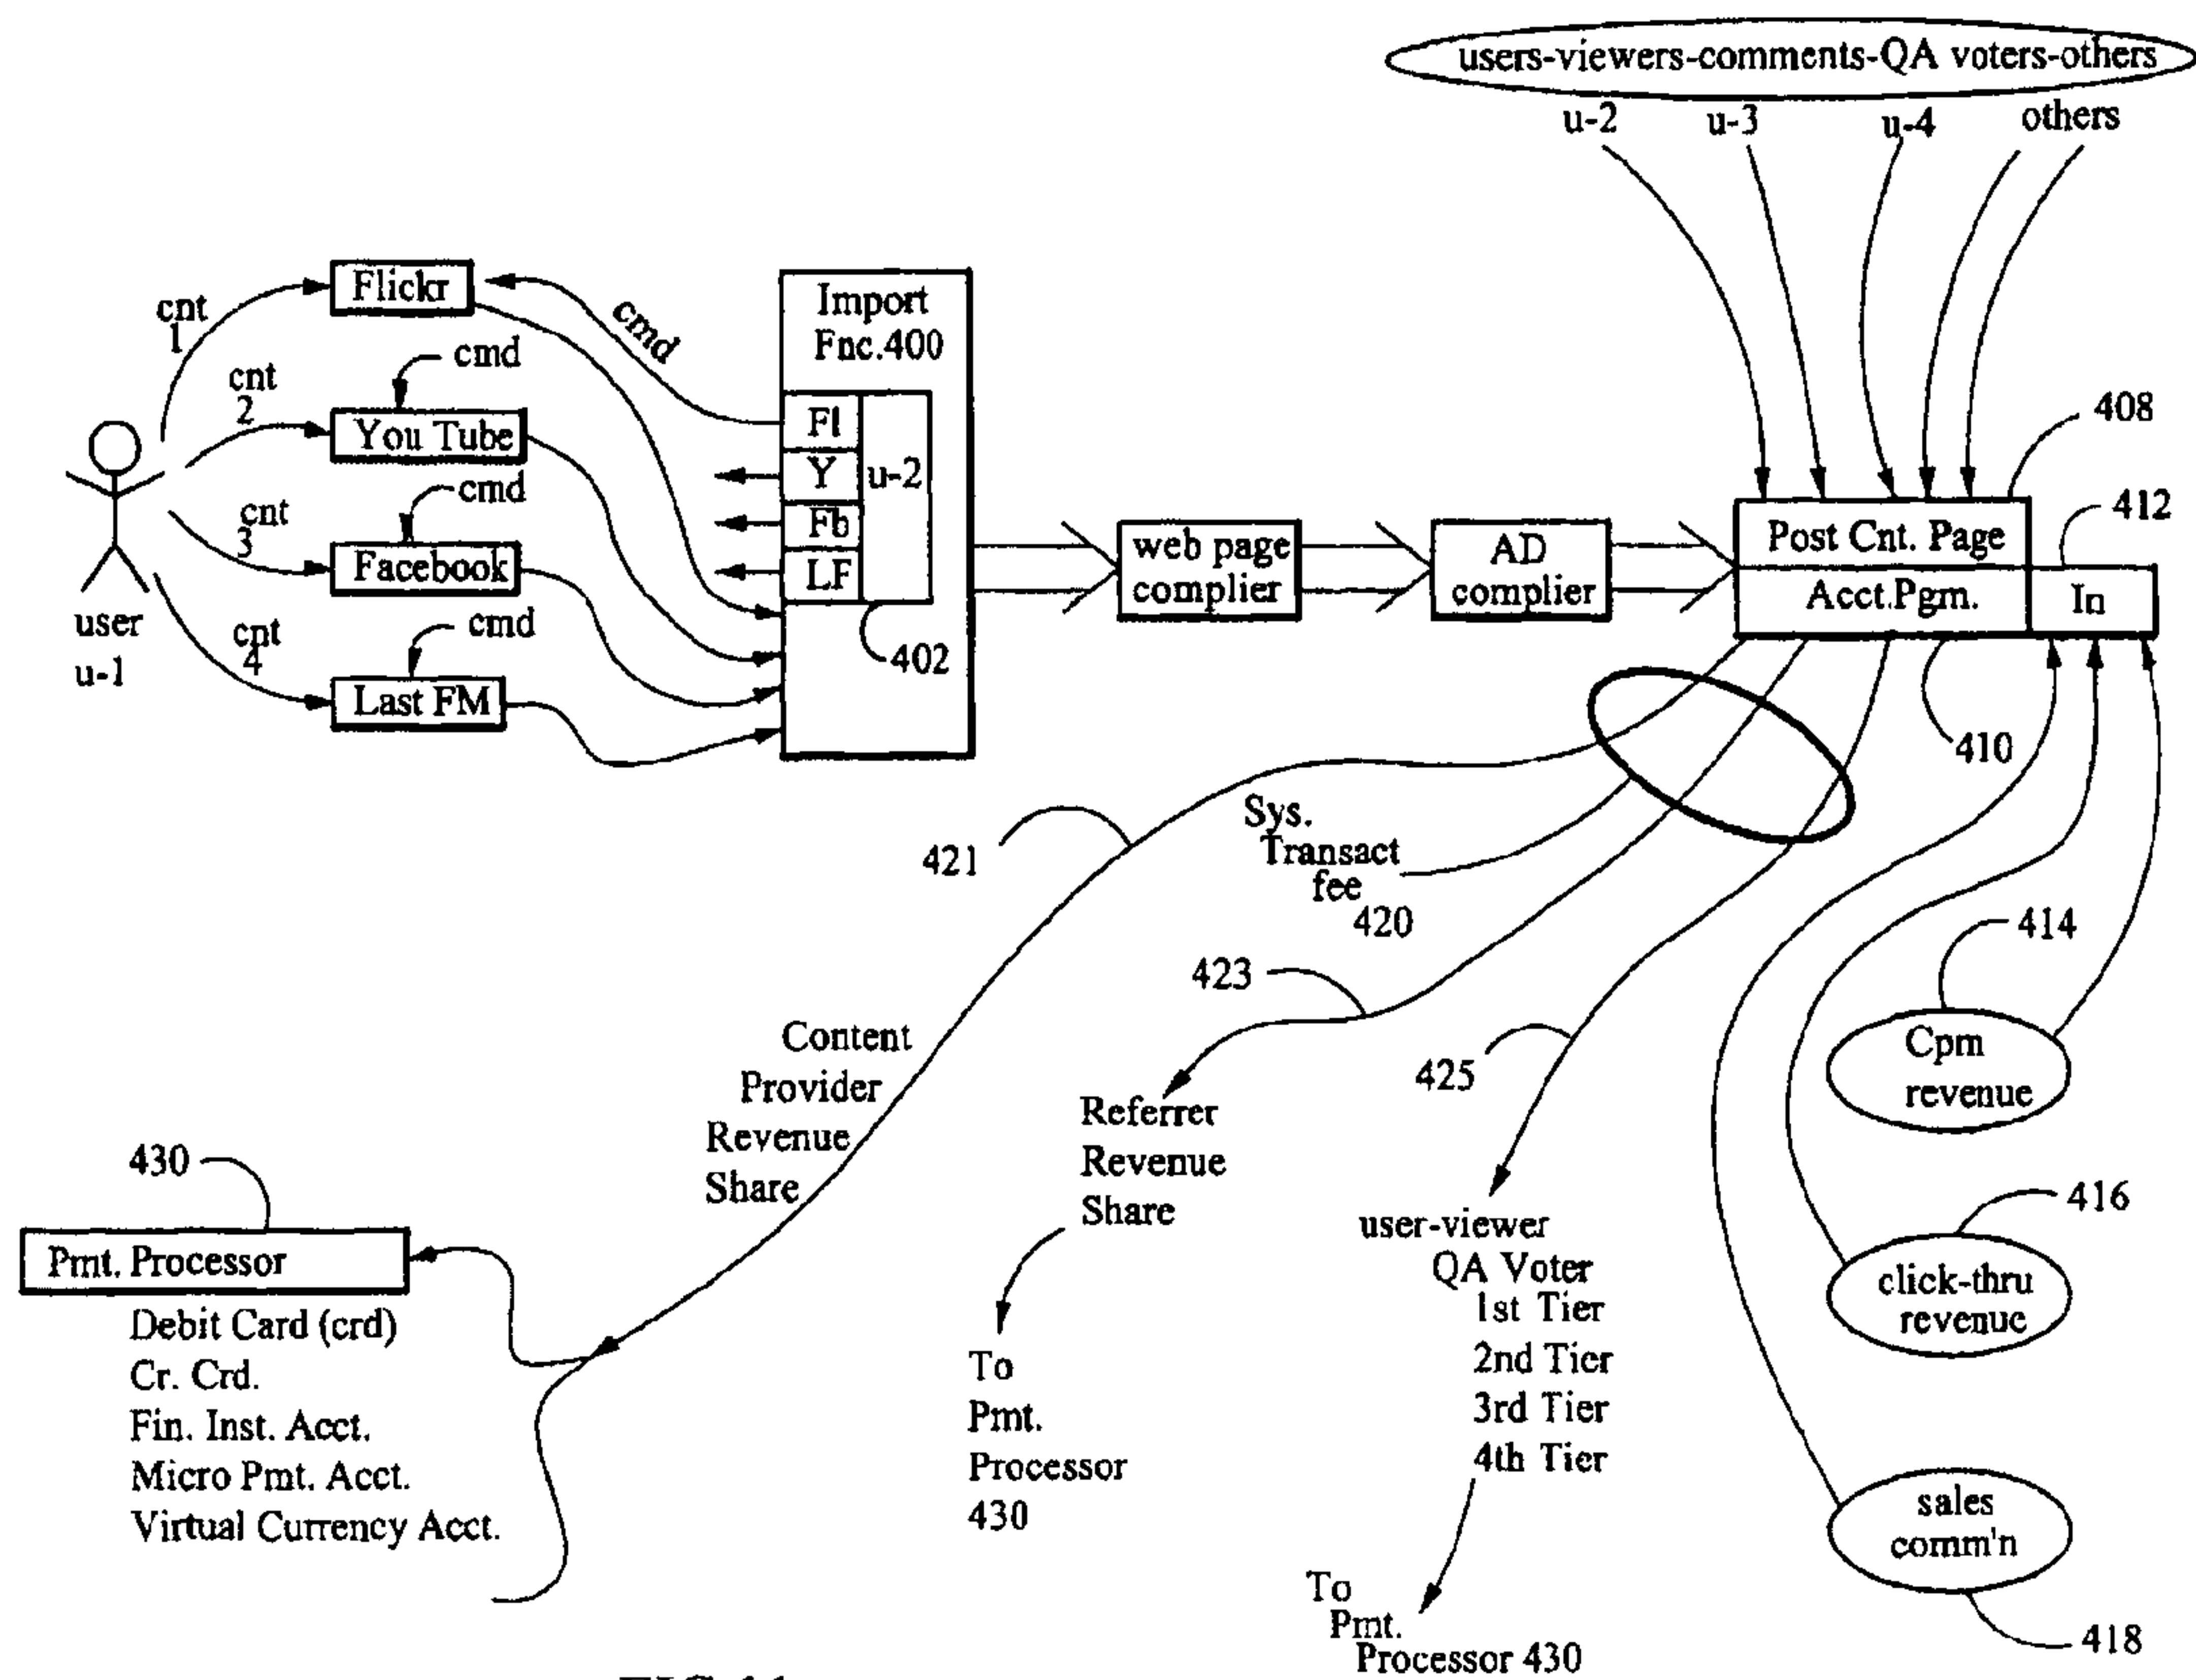 users-viewers-comments-QA voters-others
u-2
u-3
u-4
others
cnt
1
Flickr
cmd
cnt
2
cmd
You Tube
cnt
3
cmd
Facebook
cnt
4
cmd
Last FM
user
u-1
Import
Fnc.400
Fl
Y
Fb
LF
u-2
402
web page
complier
AD
complier
408
Post Cnt. Page
412
Acct.Pgm.
In
410
421
Sys.
Transact
fee
420
423
425
414
Cpm
revenue
416
click-thru
revenue
sales
comm'n
418
Content
Provider
Revenue
Share
Referrer
Revenue
Share
To
Pmt.
Processor
430
user-viewer
QA Voter
1st Tier
2nd Tier
3rd Tier
4th Tier
To
Pmt.
Processor 430
430
Pmt. Processor
Debit Card (crd)
Cr. Crd.
Fin. Inst. Acct.
Micro Pmt. Acct.
Virtual Currency Acct.